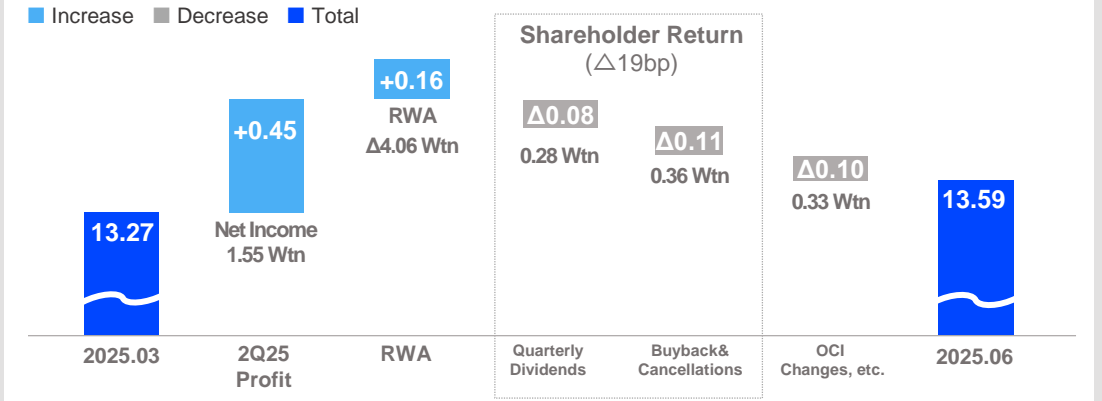 Increase Decrease Total
Shareholder Return
(△19bp)
+0.16
RWA
Δ4.06 Wtn
+0.45
Net Income
1.55 Wtn
Δ0.08
0.28 Wtn
Δ0.11
0.36 Wtn
Δ0.10
0.33 Wtn
13.27
13.59
2025.03
2Q25
Profit
RWA
Quarterly
Dividends
Buyback&
Cancellations
OCI
Changes, etc.
2025.06